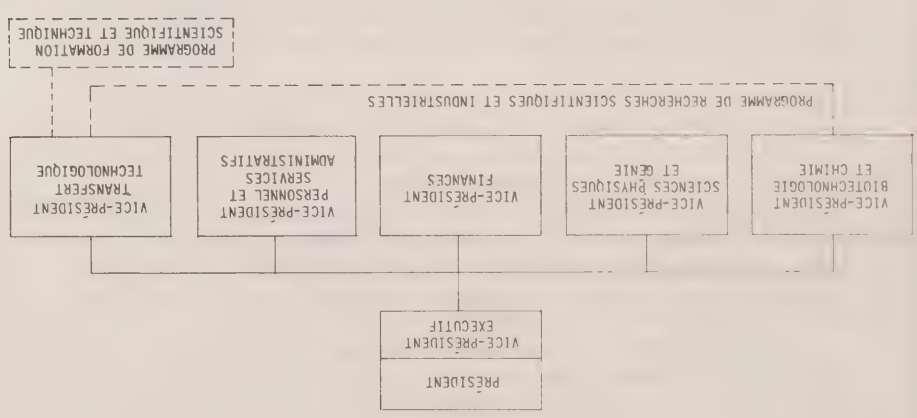 PRÉSIDENT
VICE-PRÉSIDENT
EXECUTIF
VICE-PRÉSIDENT
BIOTECHNOLOGIE
ET CHIMIE
VICE-PRÉSIDENT
SCIENCES PHYSIQUES
ET GENIE
VICE-PRÉSIDENT
FINANCES
VICE-PRÉSIDENT
PERSONNEL ET
SERVICES
ADMINISTRATIFS
VICE-PRÉSIDENT
TRANSFERT
TECHNOLOGIQUE
PROGRAMME DE RECHERCHES SCIENTIFIQUES ET INDUSTRIELLES
PROGRAMME DE FORMATION
SCIENTIFIQUE ET TECHNIQUE